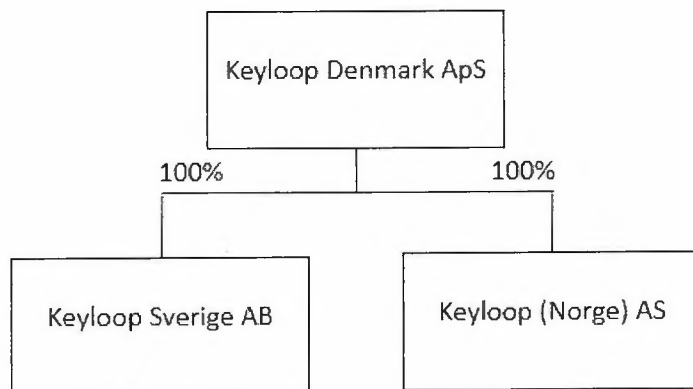 Keyloop Denmark ApS
100%
100%
Keyloop Sverige AB
Keyloop (Norge) AS